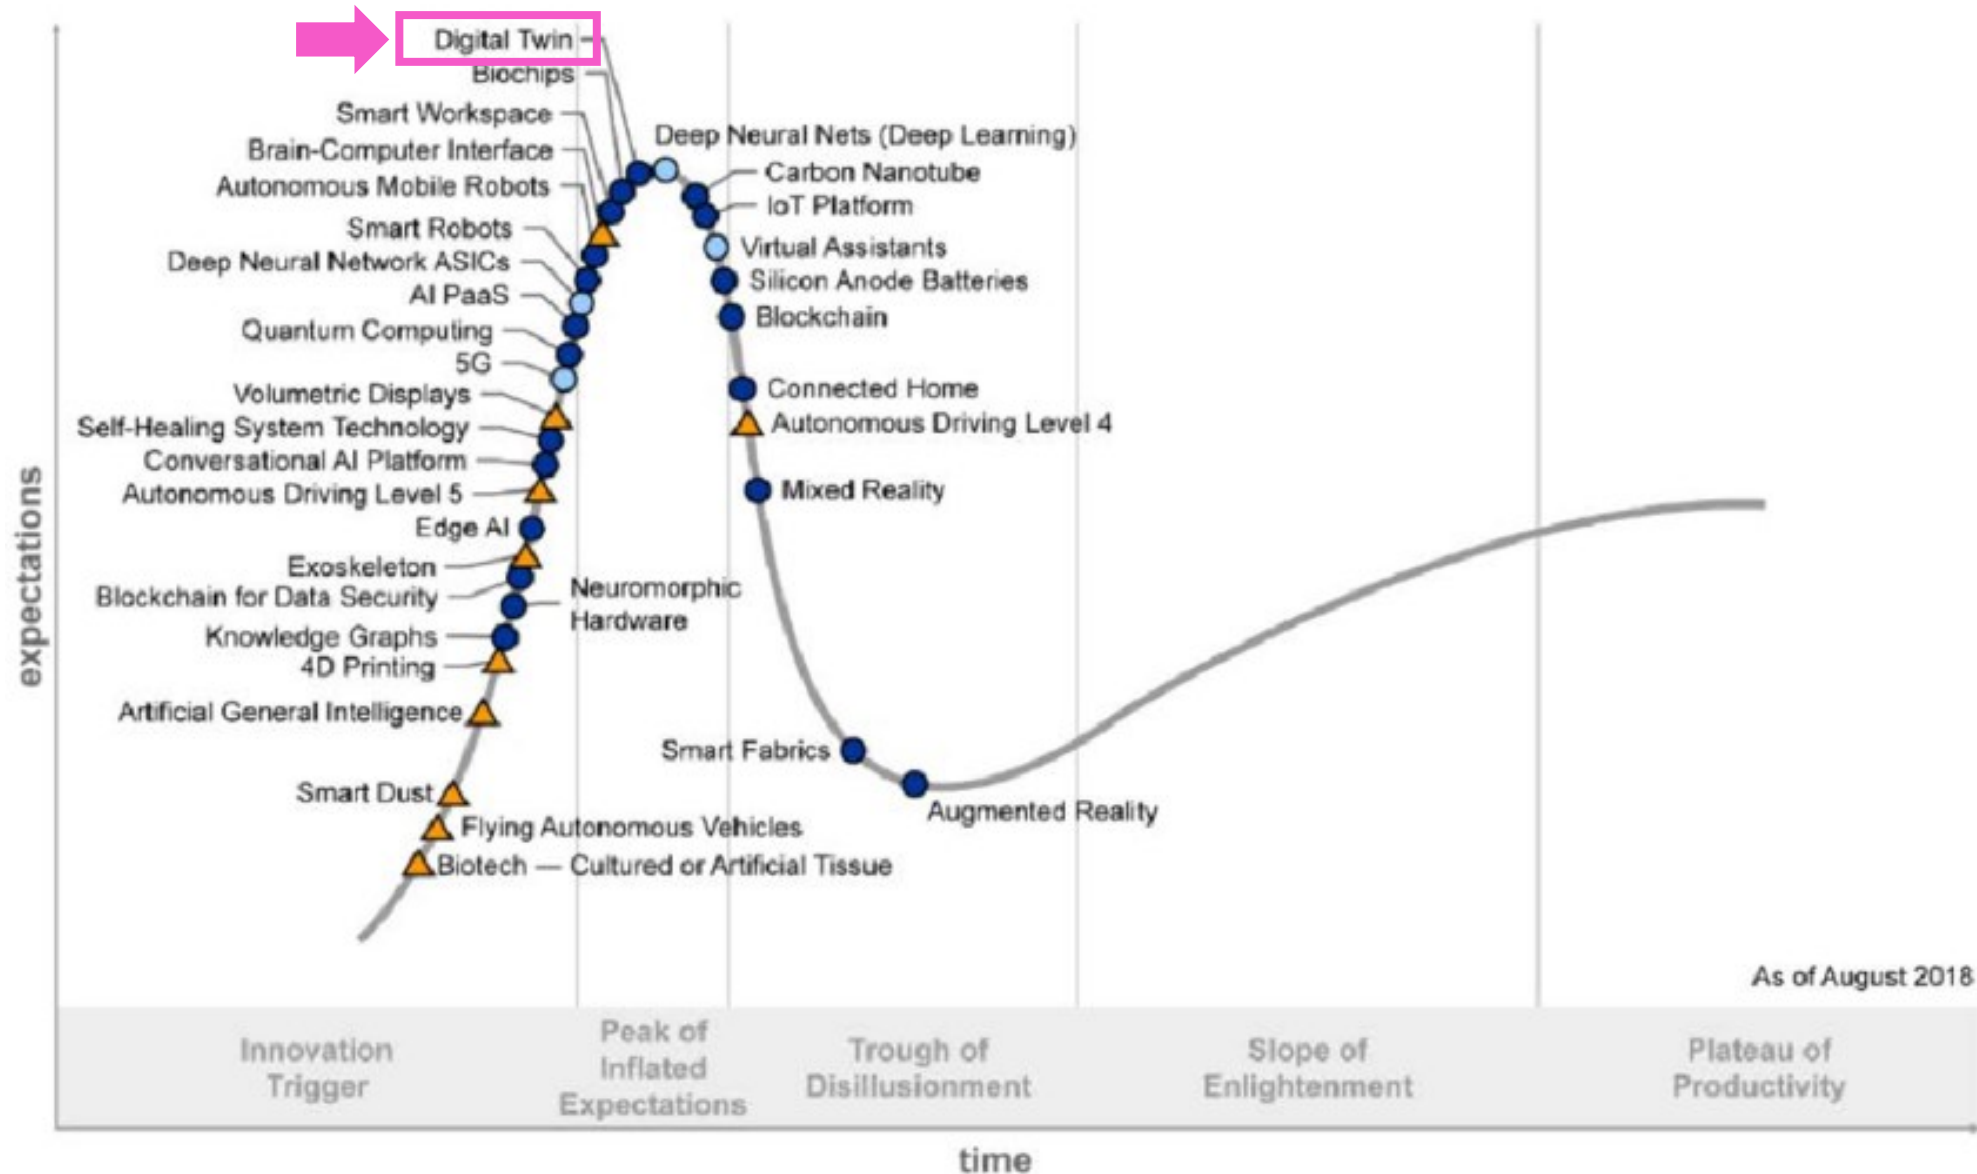 Digital Twin
Biochips
Smart Workspace
Deep Neural Nets (Deep Learning)
Brain-Computer Interface
Carbon Nanotube
Autonomous Mobile Robots
IoT Platform
Smart Robots
Virtual Assistants
Deep Neural Network ASICs
Silicon Anode Batteries
AI PaaS
Blockchain
Quantum Computing
5G
Connected Home
Volumetric Displays
Autonomous Driving Level 4
Self-Healing System Technology
Conversational AI Platform
Mixed Reality
Autonomous Driving Level 5
Edge AI
Exoskeleton
Neuromorphic
Hardware
Blockchain for Data Security
Knowledge Graphs
4D Printing
Artificial General Intelligence
Smart Fabrics
Smart Dust
Augmented Reality
Flying Autonomous Vehicles
Biotech — Cultured or Artificial Tissue
expectations
As of August 2018
Innovation
Trigger
Peak of
Inflated
Expectations
Trough of
Disillusionment
Slope of
Enlightenment
Plateau of
Productivity
time